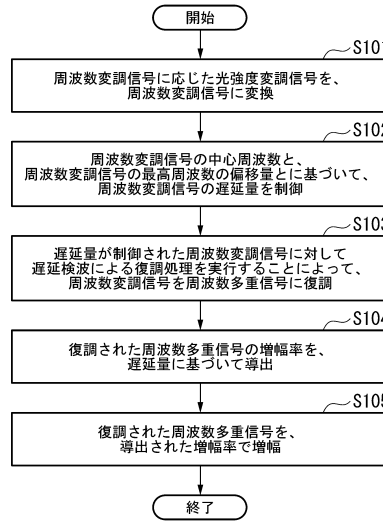 開始
S101
周波数変調信号に応じた光強度変調信号を、
周波数変調信号に変換
S102
周波数変調信号の中心周波数と、
周波数変調信号の最高周波数の偏移量とに基づいて、
周波数変調信号の遅延量を制御
S103
遅延量が制御された周波数変調信号に対して
遅延検波による復調処理を実行することによって、
周波数変調信号を周波数多重信号に復調
S104
復調された周波数多重信号の増幅率を、
遅延量に基づいて導出
S105
復調された周波数多重信号を、
導出された増幅率で増幅
終了